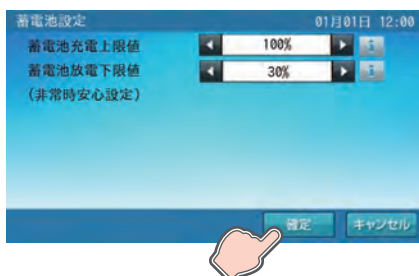 蓄電池設定 01月01日 12:00
蓄電池充電上限値 100% i
蓄電池放電下限値 30% i
(非常時安心設定)
確定 キャンセル